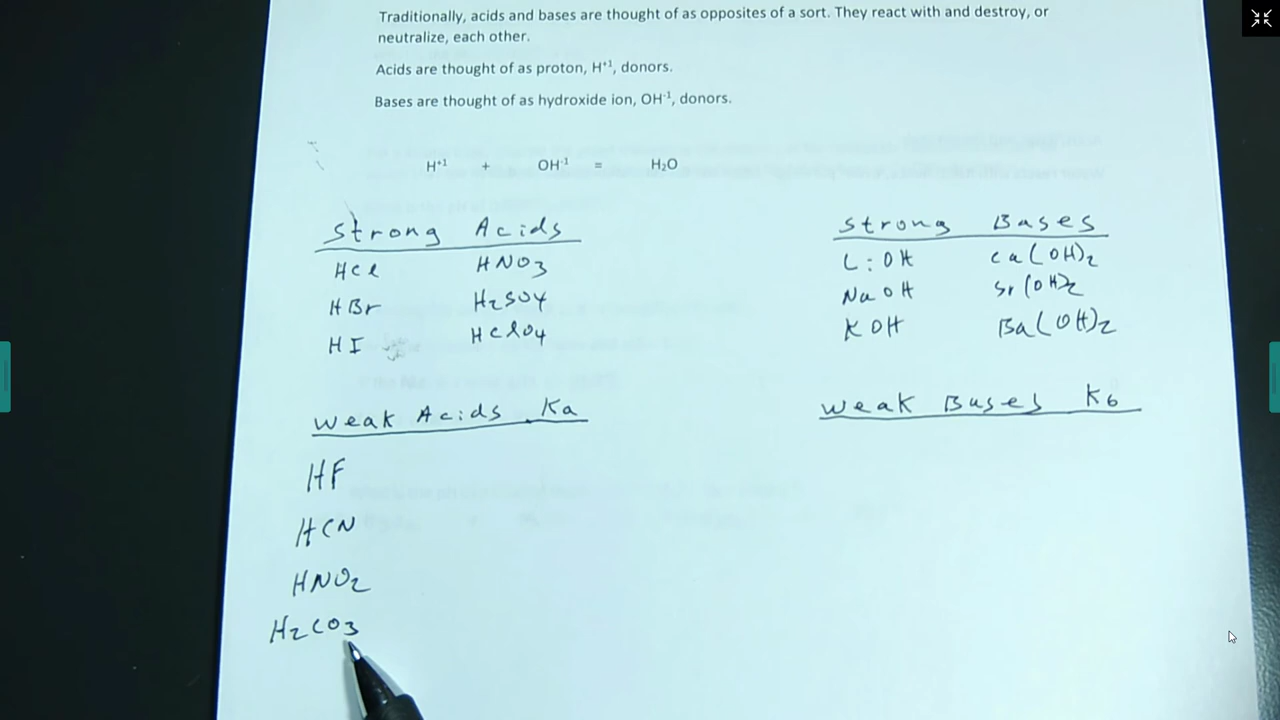 Traditionally, acids and bases are thought of as opposites of a sort. They react with and destroy, or
neutralize, each other.
Acids are thought of as proton, H⁺¹, donors.
Bases are thought of as hydroxide ion, OH⁻¹, donors.
H⁺¹ + OH⁻¹ = H₂O
Strong Acids
HCl HNO₃
HBr H₂SO₄
HI HClO₄
Strong Bases
LiOH Ca(OH)₂
NaOH Sr(OH)₂
KOH Ba(OH)₂
Weak Acids Ka
HF
HCN
HNO₂
H₂CO₃
Weak Bases Kb